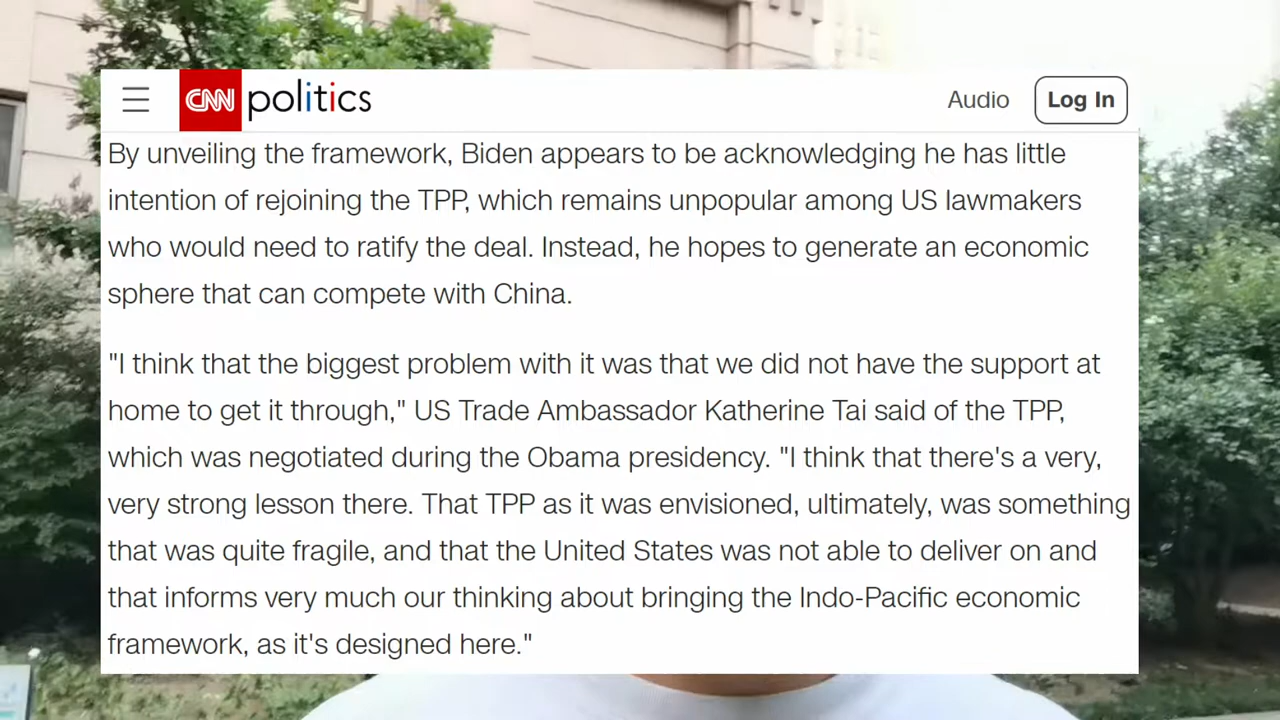 CNN politics
Audio
Log In
By unveiling the framework, Biden appears to be acknowledging he has little
intention of rejoining the TPP, which remains unpopular among US lawmakers
who would need to ratify the deal. Instead, he hopes to generate an economic
sphere that can compete with China.
"I think that the biggest problem with it was that we did not have the support at
home to get it through," US Trade Ambassador Katherine Tai said of the TPP,
which was negotiated during the Obama presidency. "I think that there's a very,
very strong lesson there. That TPP as it was envisioned, ultimately, was something
that was quite fragile, and that the United States was not able to deliver on and
that informs very much our thinking about bringing the Indo-Pacific economic
framework, as it's designed here."